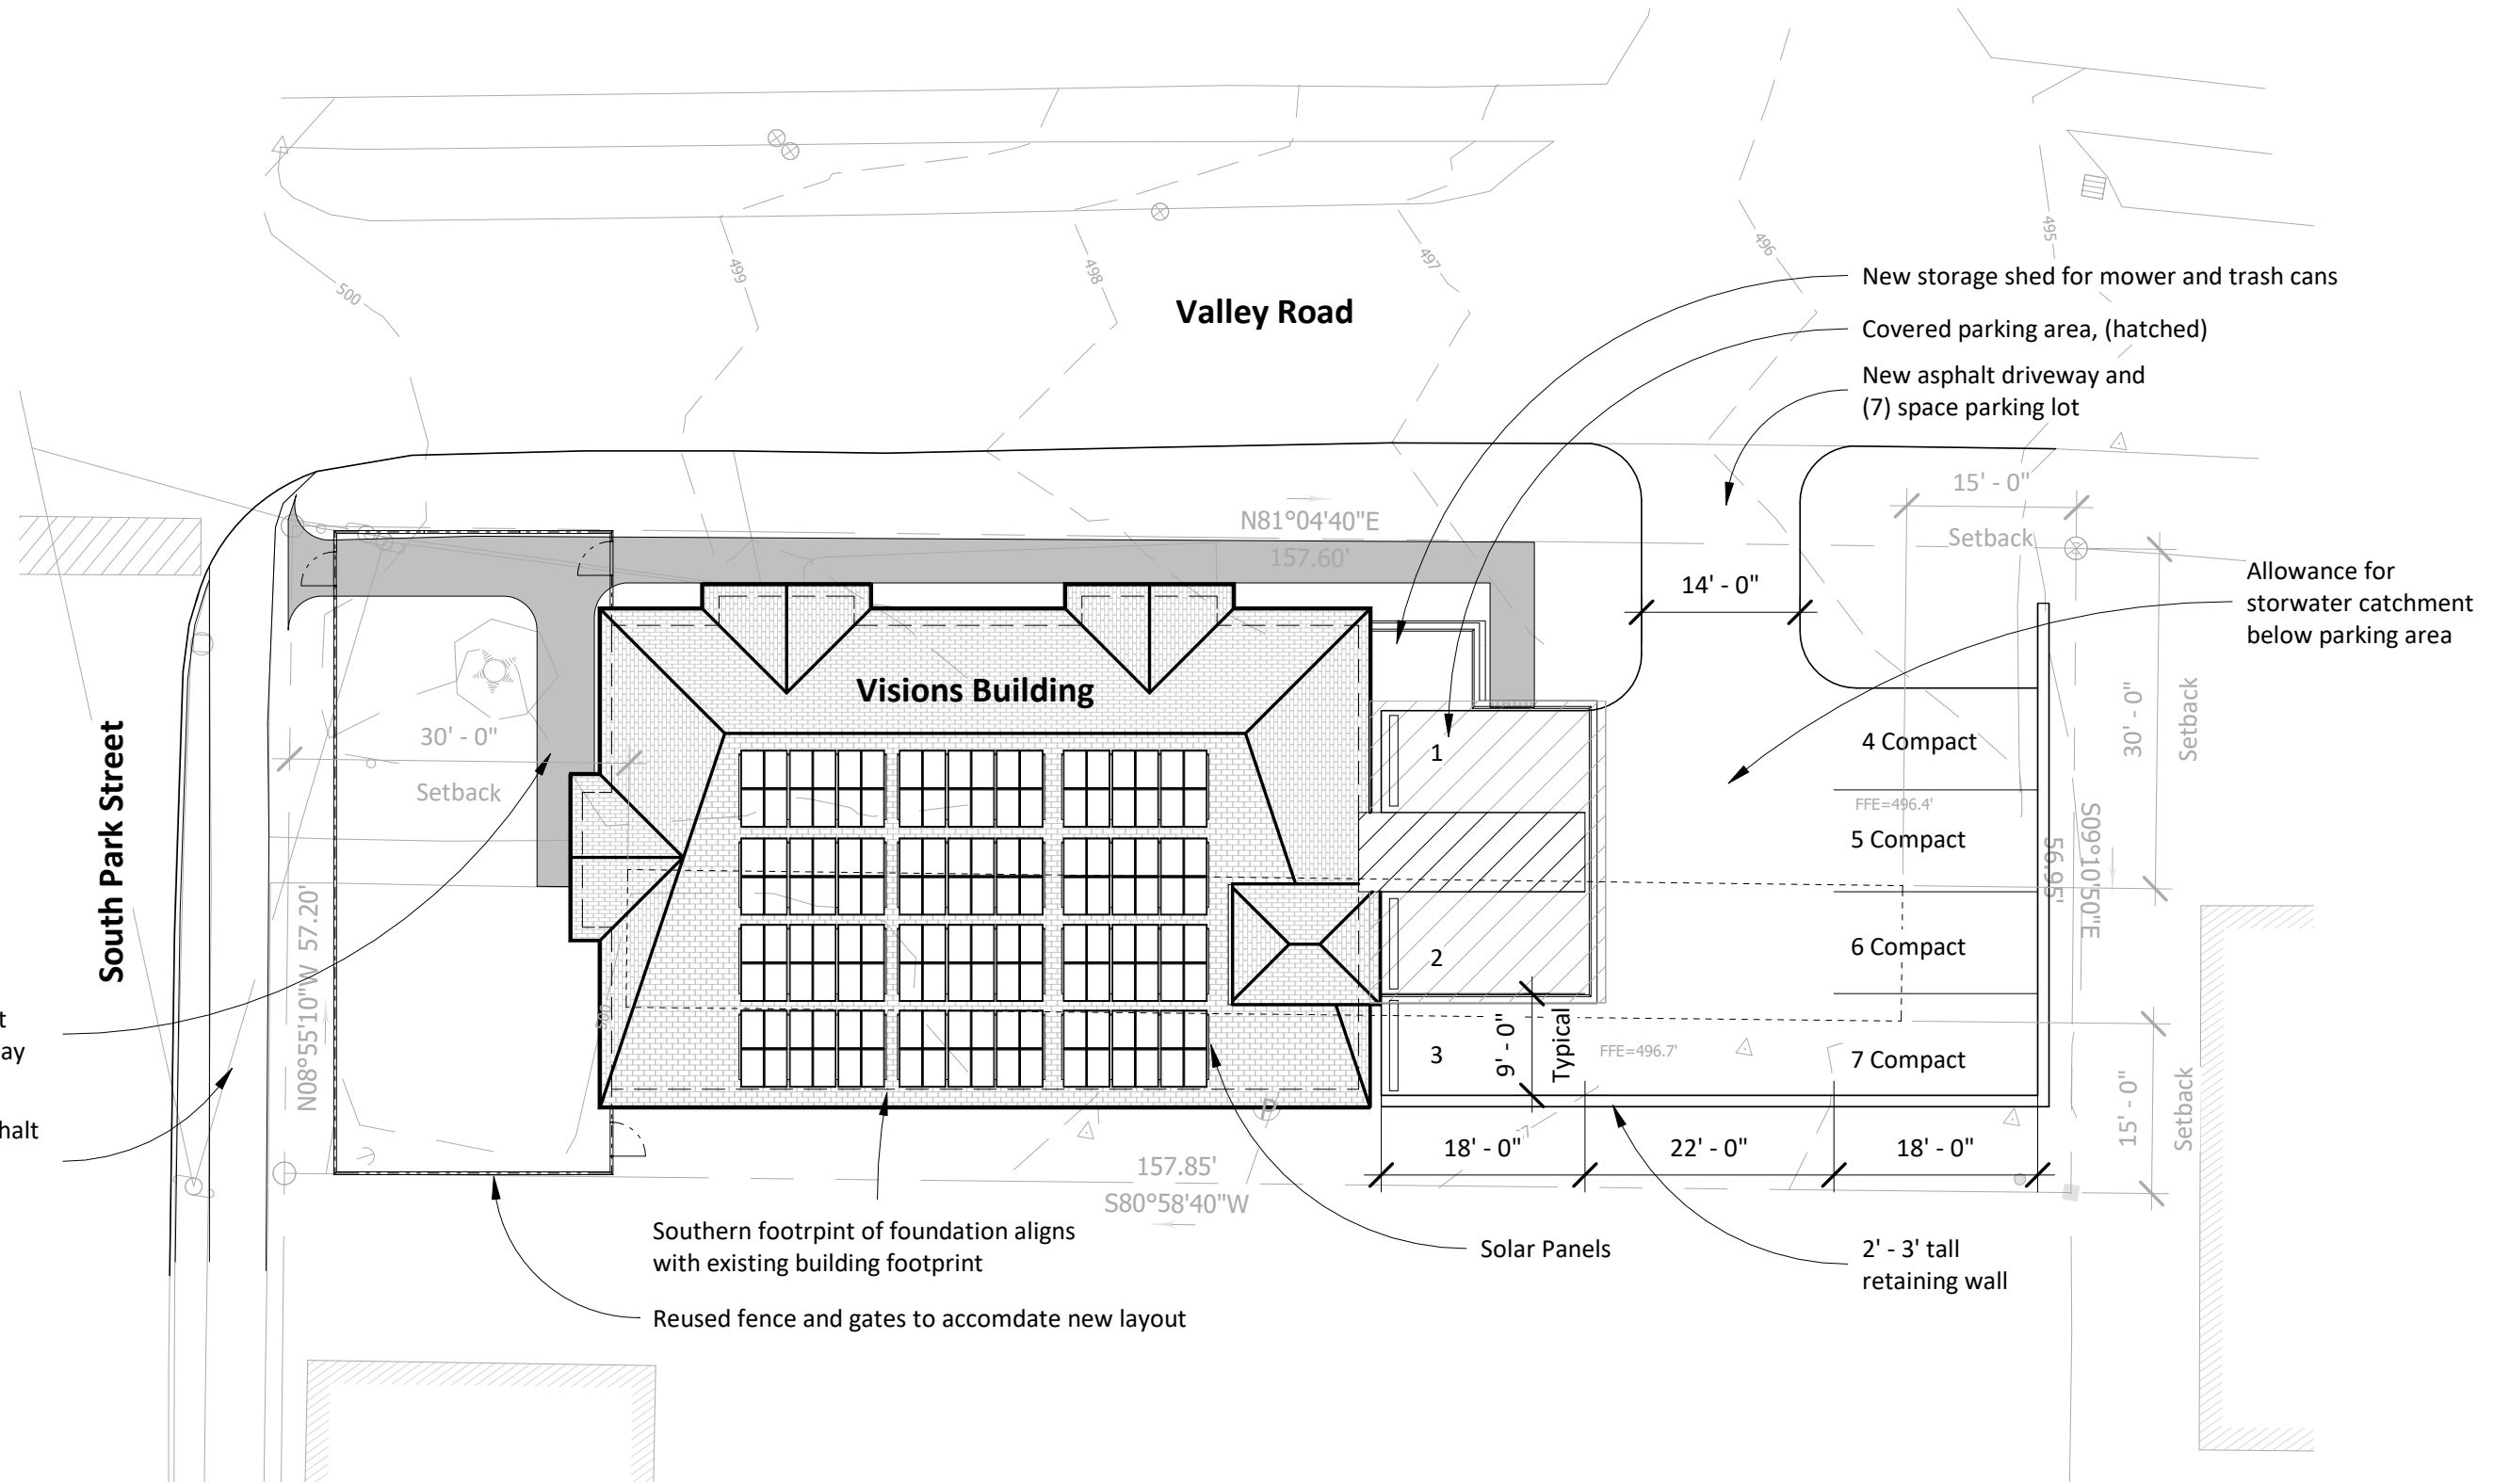 500
499
498
497
496
495
Valley Road
New storage shed for mower and trash cans
Covered parking area, (hatched)
New asphalt driveway and
(7) space parking lot
15' - 0"
Setback
N81°04'40"E
157.60'
14' - 0"
Allowance for
storwater catchment
below parking area
Visions Building
30' - 0"
Setback
30' - 0"
Setback
South Park Street
1
4 Compact
FFE=496.4'
5 Compact
S09°10'50"E
56.95'
2
6 Compact
N08°55'10"W 57.20'
500
3
9' - 0"
Typical
FFE=496.7'
7 Compact
t
ay
halt
15' - 0"
Setback
18' - 0"
22' - 0"
18' - 0"
157.85'
S80°58'40"W
Southern footrpint of foundation aligns
with existing building footprint
Solar Panels
2' - 3' tall
retaining wall
Reused fence and gates to accomdate new layout